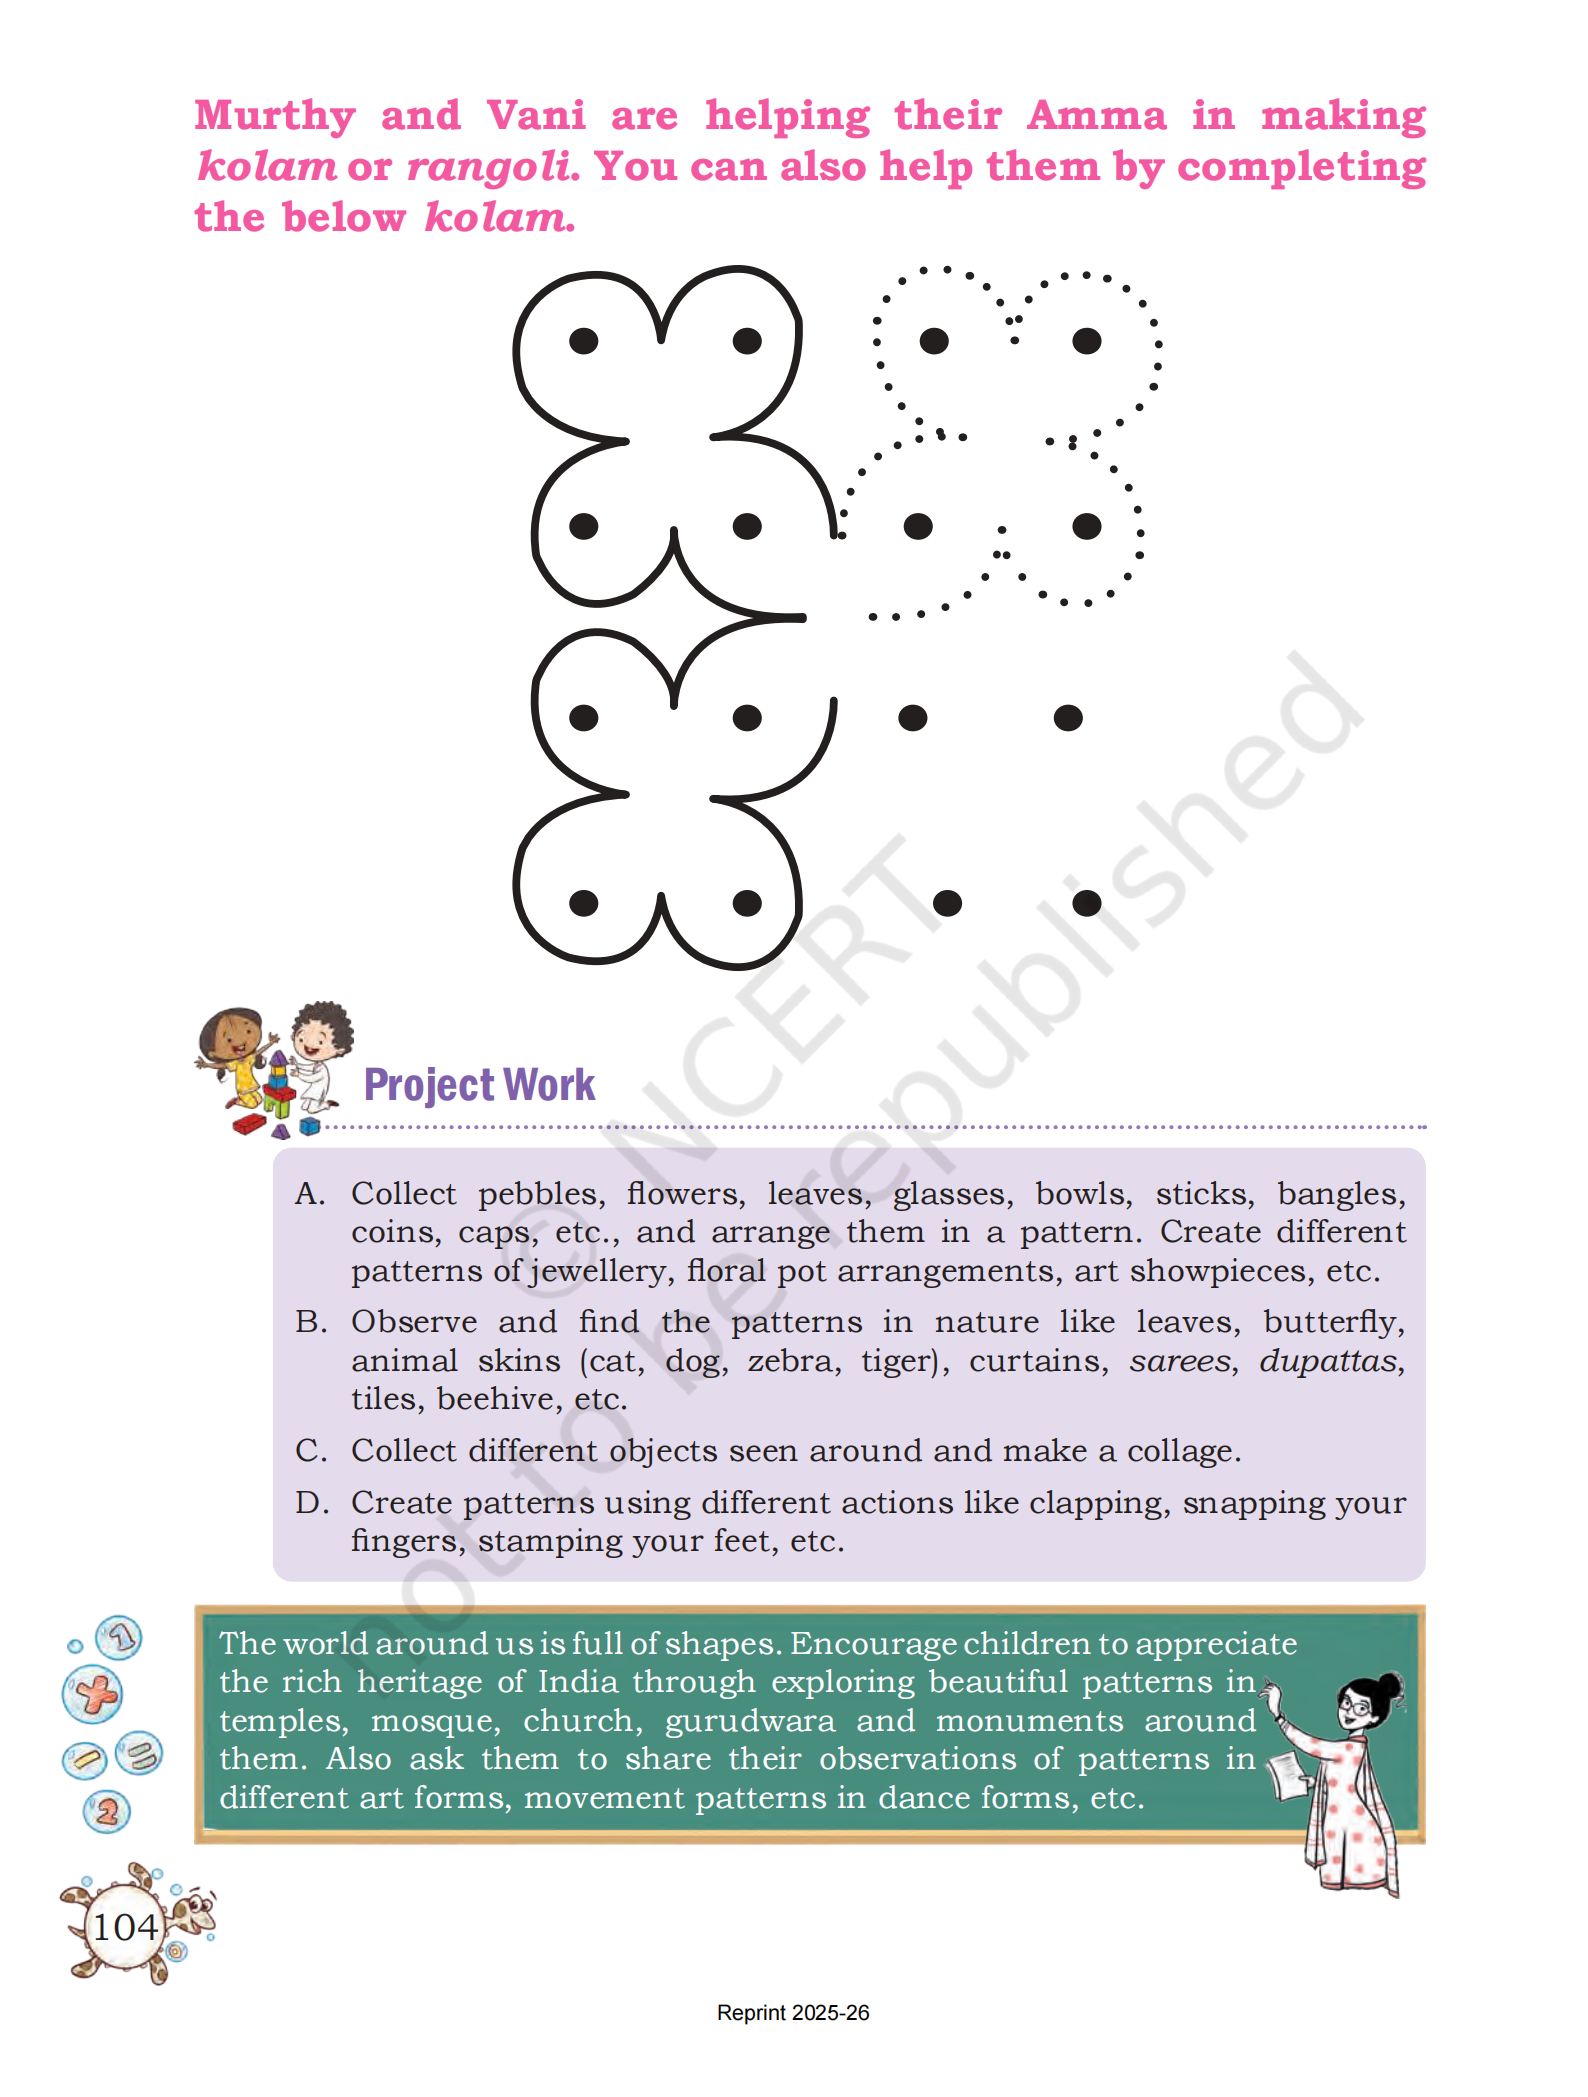 Murthy and Vani are helping their Amma in making
kolam or rangoli. You can also help them by completing
the below kolam.
Project Work
A. Collect pebbles, flowers, leaves, glasses, bowls, sticks, bangles,
coins, caps, etc., and arrange them in a pattern. Create different
patterns of jewellery, floral pot arrangements, art showpieces, etc.
B. Observe and find the patterns in nature like leaves, butterfly,
animal skins (cat, dog, zebra, tiger), curtains, sarees, dupattas,
tiles, beehive, etc.
C. Collect different objects seen around and make a collage.
D. Create patterns using different actions like clapping, snapping your
fingers, stamping your feet, etc.
The world around us is full of shapes. Encourage children to appreciate
the rich heritage of India through exploring beautiful patterns in
temples, mosque, church, gurudwara and monuments around
them. Also ask them to share their observations of patterns in
different art forms, movement patterns in dance forms, etc.
1
2
104
Reprint 2025-26
© NCERT
not to be republished